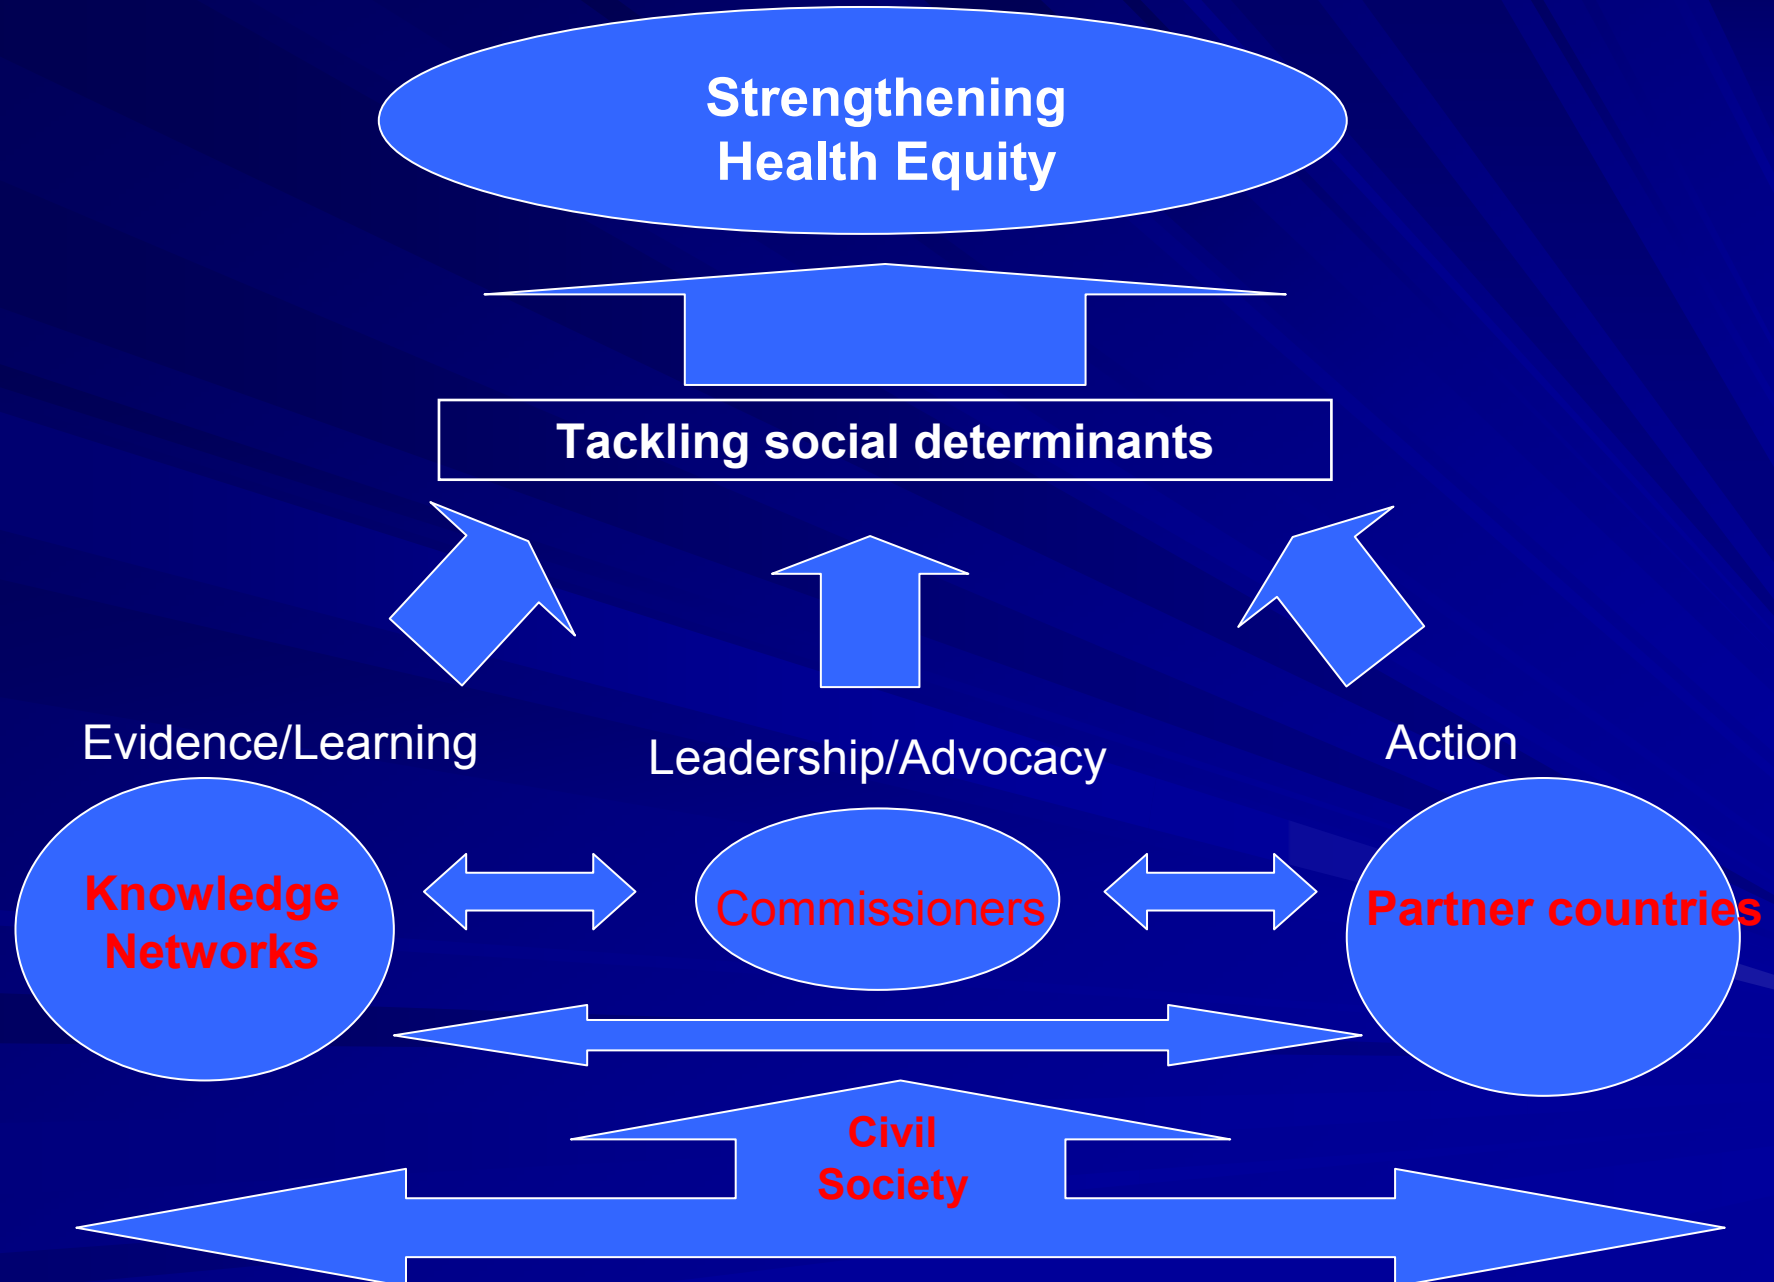 Strengthening
Health Equity
Tackling social determinants
Evidence/Learning
Leadership/Advocacy
Action
Knowledge
Networks
Commissioners
Partner countries
Civil
Society